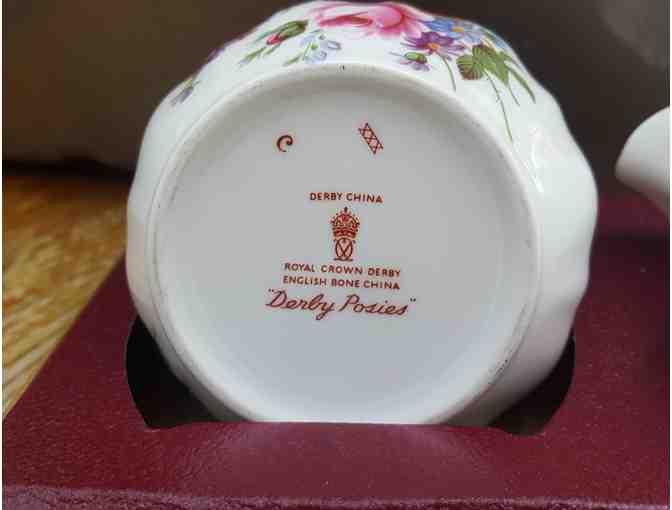 C
DERBY CHINA
ROYAL CROWN DERBY
ENGLISH BONE CHINA
"Derby Posies"